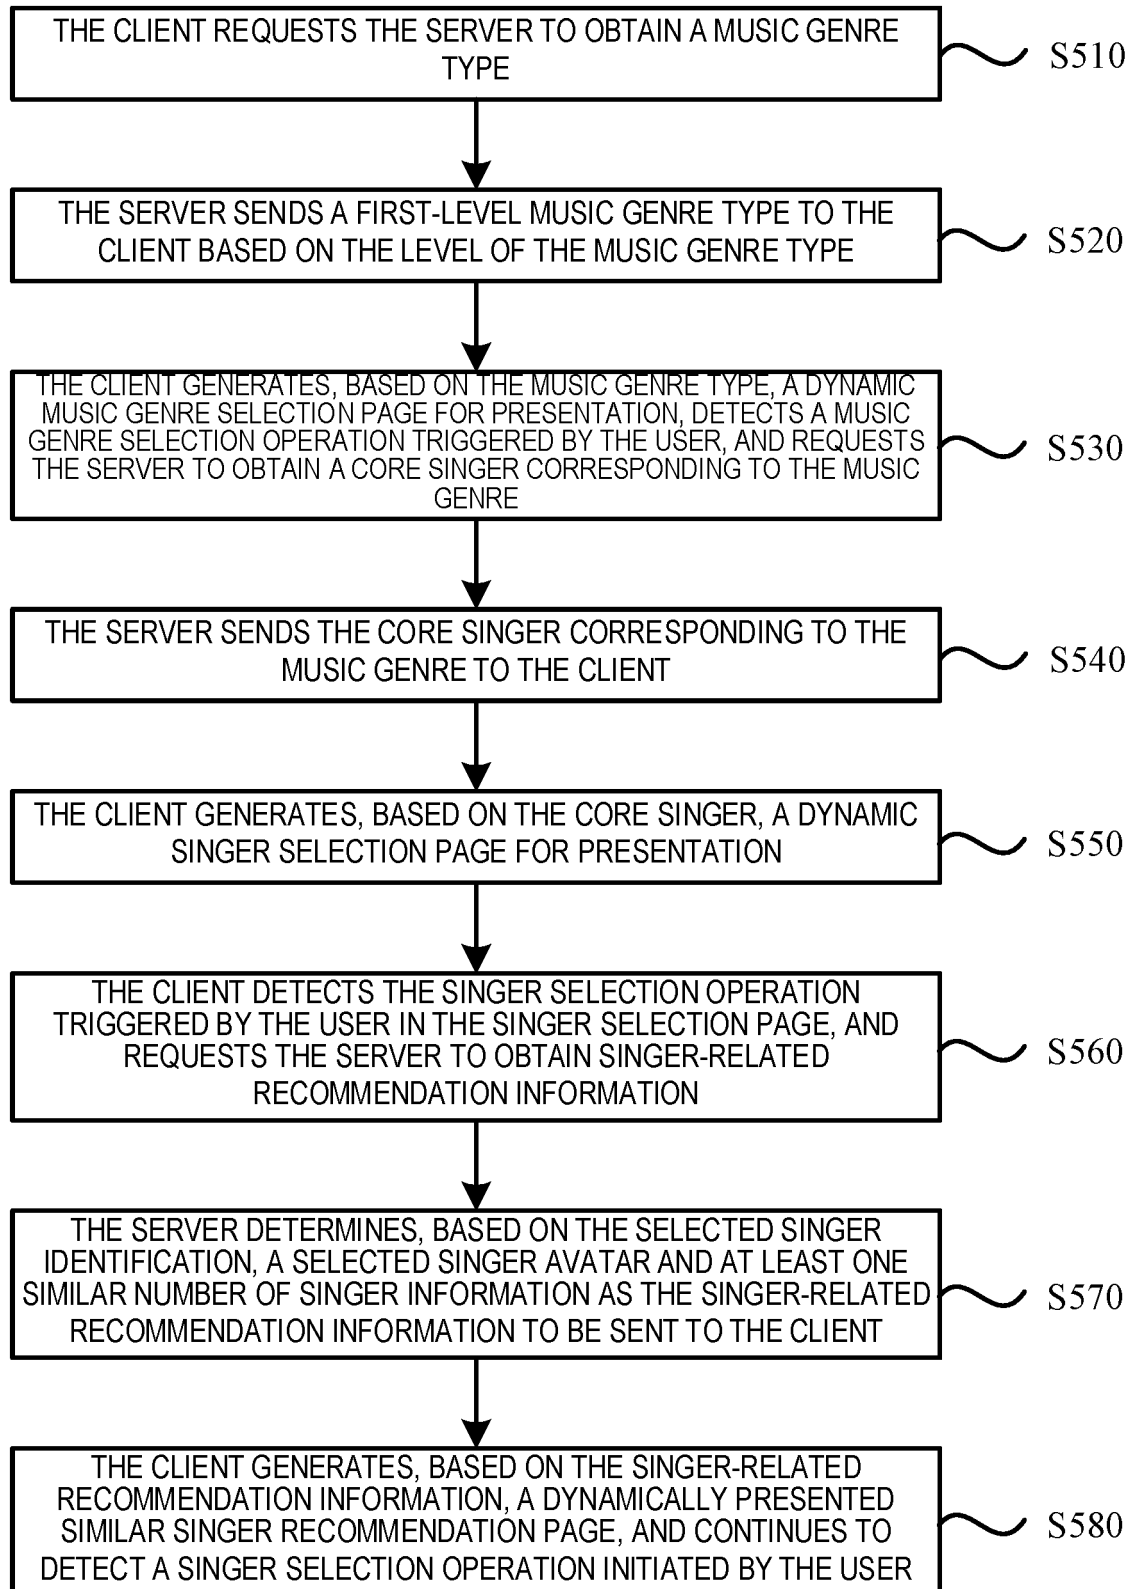 THE CLIENT REQUESTS THE SERVER TO OBTAIN A MUSIC GENRE
TYPE
S510
THE SERVER SENDS A FIRST-LEVEL MUSIC GENRE TYPE TO THE
CLIENT BASED ON THE LEVEL OF THE MUSIC GENRE TYPE
S520
THE CLIENT GENERATES, BASED ON THE MUSIC GENRE TYPE, A DYNAMIC
MUSIC GENRE SELECTION PAGE FOR PRESENTATION, DETECTS A MUSIC
GENRE SELECTION OPERATION TRIGGERED BY THE USER, AND REQUESTS
THE SERVER TO OBTAIN A CORE SINGER CORRESPONDING TO THE MUSIC
GENRE
S530
THE SERVER SENDS THE CORE SINGER CORRESPONDING TO THE
MUSIC GENRE TO THE CLIENT
S540
THE CLIENT GENERATES, BASED ON THE CORE SINGER, A DYNAMIC
SINGER SELECTION PAGE FOR PRESENTATION
S550
THE CLIENT DETECTS THE SINGER SELECTION OPERATION
TRIGGERED BY THE USER IN THE SINGER SELECTION PAGE, AND
REQUESTS THE SERVER TO OBTAIN SINGER-RELATED
RECOMMENDATION INFORMATION
S560
THE SERVER DETERMINES, BASED ON THE SELECTED SINGER
IDENTIFICATION, A SELECTED SINGER AVATAR AND AT LEAST ONE
SIMILAR NUMBER OF SINGER INFORMATION AS THE SINGER-RELATED
RECOMMENDATION INFORMATION TO BE SENT TO THE CLIENT
S570
THE CLIENT GENERATES, BASED ON THE SINGER-RELATED
RECOMMENDATION INFORMATION, A DYNAMICALLY PRESENTED
SIMILAR SINGER RECOMMENDATION PAGE, AND CONTINUES TO
DETECT A SINGER SELECTION OPERATION INITIATED BY THE USER
S580